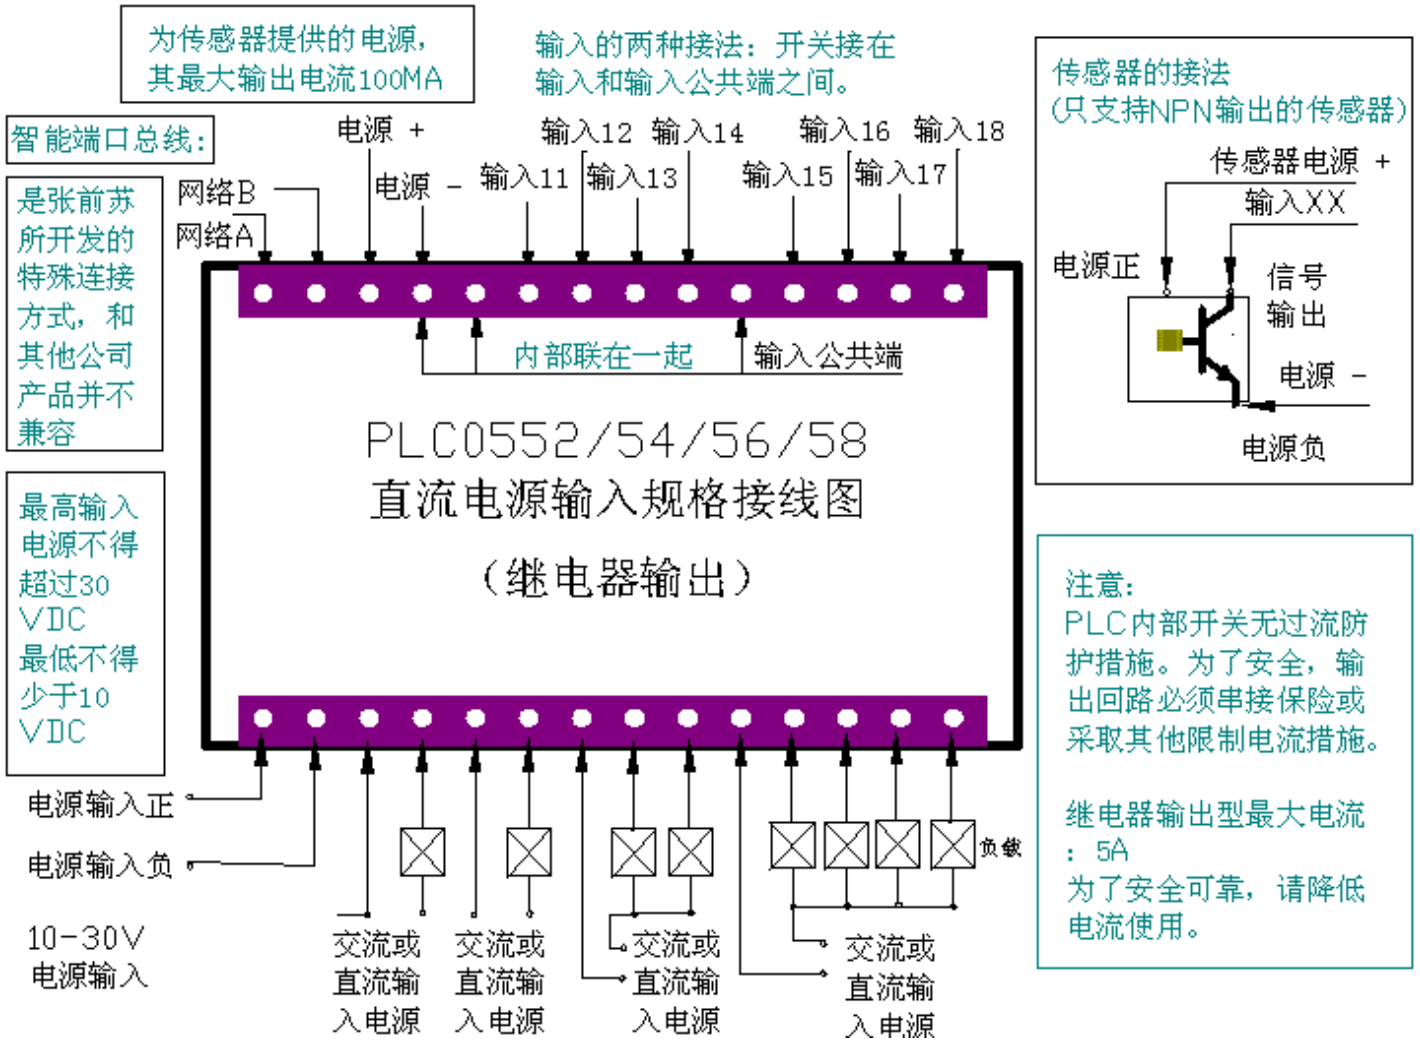 为传感器提供的电源，
其最大输出电流100MA
输入的两种接法：开关接在
输入和输入公共端之间。
传感器的接法
(只支持NPN输出的传感器)
智能端口总线：
是张前苏
所开发的
特殊连接
方式，和
其他公司
产品并不
兼容
网络B
网络A
电源 +
电源 -
输入11
输入12
输入13
输入14
输入15
输入16
输入17
输入18
传感器电源 +
输入XX
电源正
信号
输出
电源 -
电源负
内部联在一起
输入公共端
PLC0552/54/56/58
直流电源输入规格接线图
（继电器输出）
最高输入
电源不得
超过30
VDC
最低不得
少于10
VDC
注意：
PLC内部开关无过流防
护措施。为了安全，输
出回路必须串接保险或
采取其他限制电流措施。
继电器输出型最大电流
：5A
为了安全可靠，请降低
电流使用。
电源输入正
电源输入负
10-30V
电源输入
负载
交流或
直流输
入电源
交流或
直流输
入电源
交流或
直流输
入电源
交流或
直流输
入电源